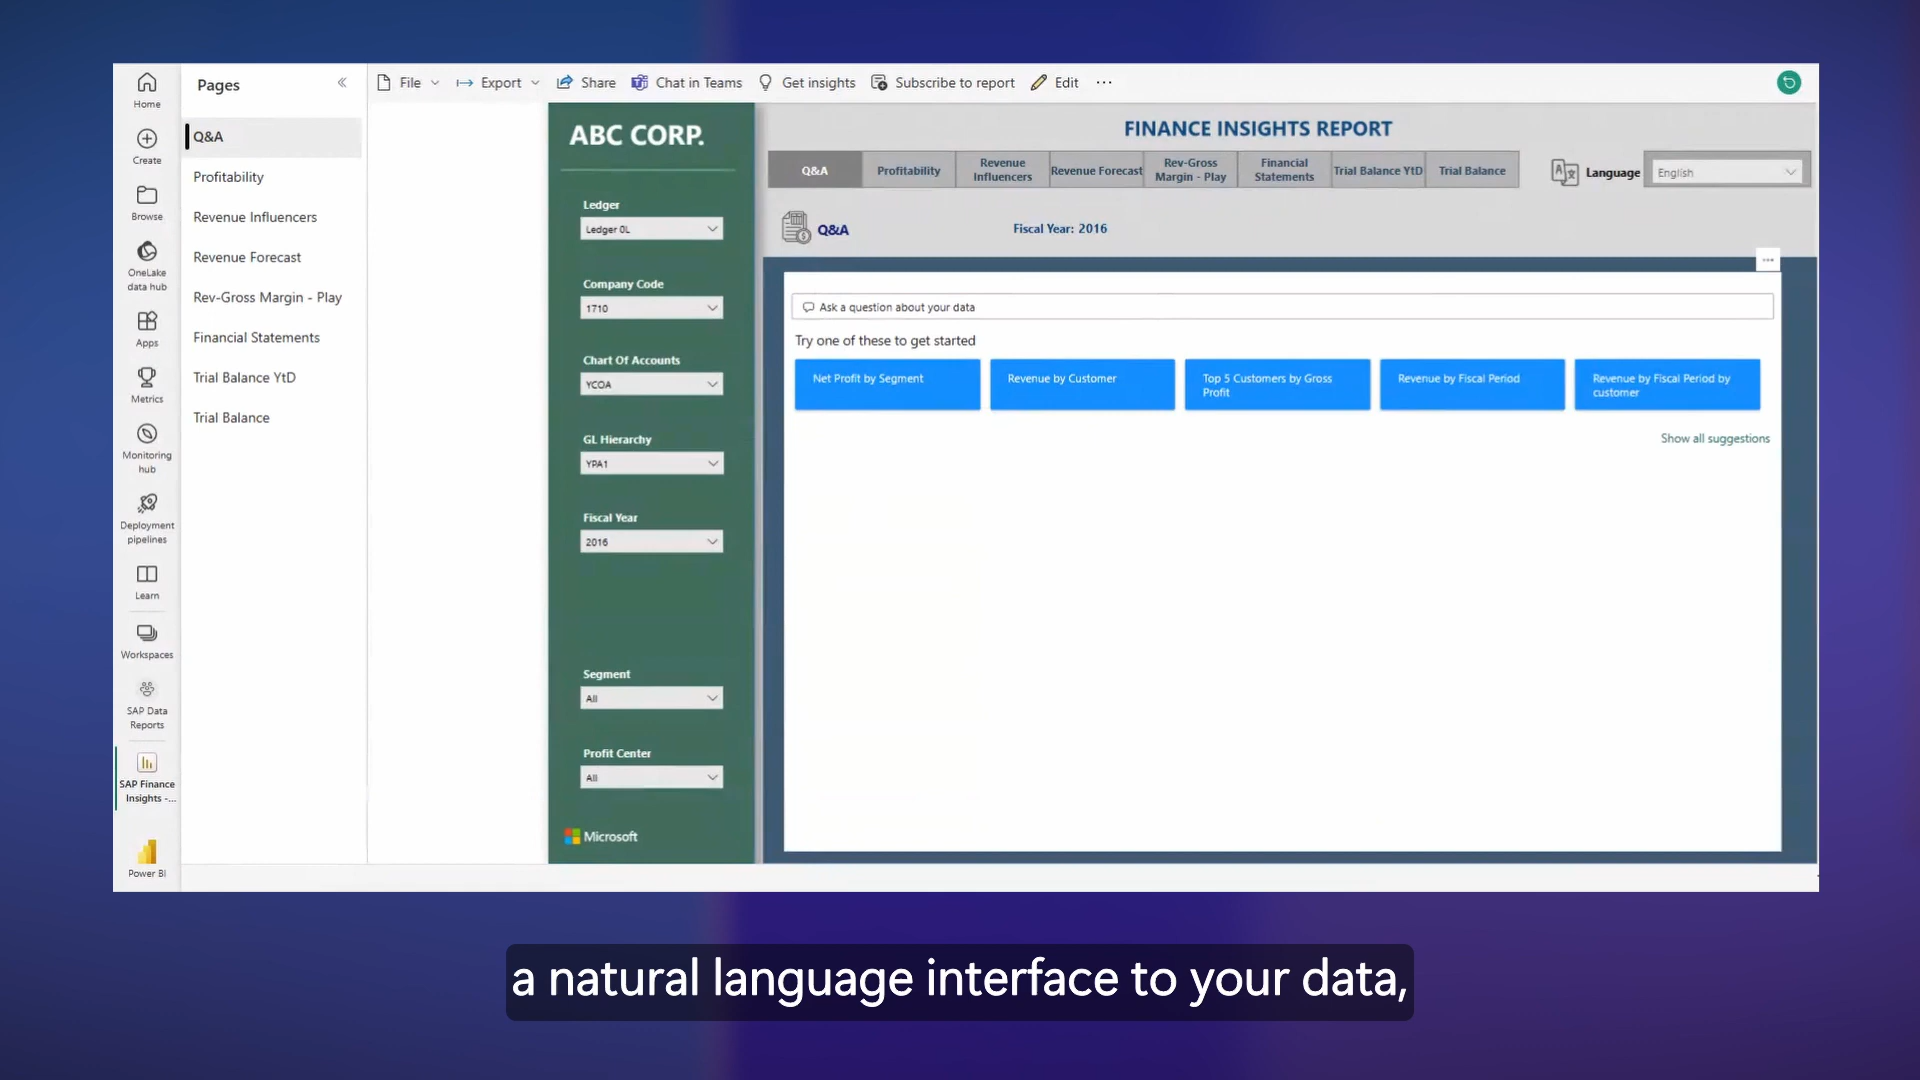 Home
Create
Browse
OneLake
data hub
Apps
Metrics
Monitoring
hub
Deployment
pipelines
Learn
Workspaces
SAP Data
Reports
SAP Finance
Insights -...
Power BI
Pages
Q&A
Profitability
Revenue Influencers
Revenue Forecast
Rev-Gross Margin - Play
Financial Statements
Trial Balance YtD
Trial Balance
File
Export
Share
Chat in Teams
Get insights
Subscribe to report
Edit
ABC CORP.
Ledger
Ledger 0L
Company Code
1710
Chart Of Accounts
YCOA
GL Hierarchy
YPA1
Fiscal Year
2016
Segment
All
Profit Center
All
Microsoft
FINANCE INSIGHTS REPORT
Q&A
Profitability
Revenue
Influencers
Revenue Forecast
Rev-Gross
Margin - Play
Financial
Statements
Trial Balance YtD
Trial Balance
Language
English
Q&A
Fiscal Year: 2016
Ask a question about your data
Try one of these to get started
Net Profit by Segment
Revenue by Customer
Top 5 Customers by Gross
Profit
Revenue by Fiscal Period
Revenue by Fiscal Period by
customer
Show all suggestions
a natural language interface to your data,